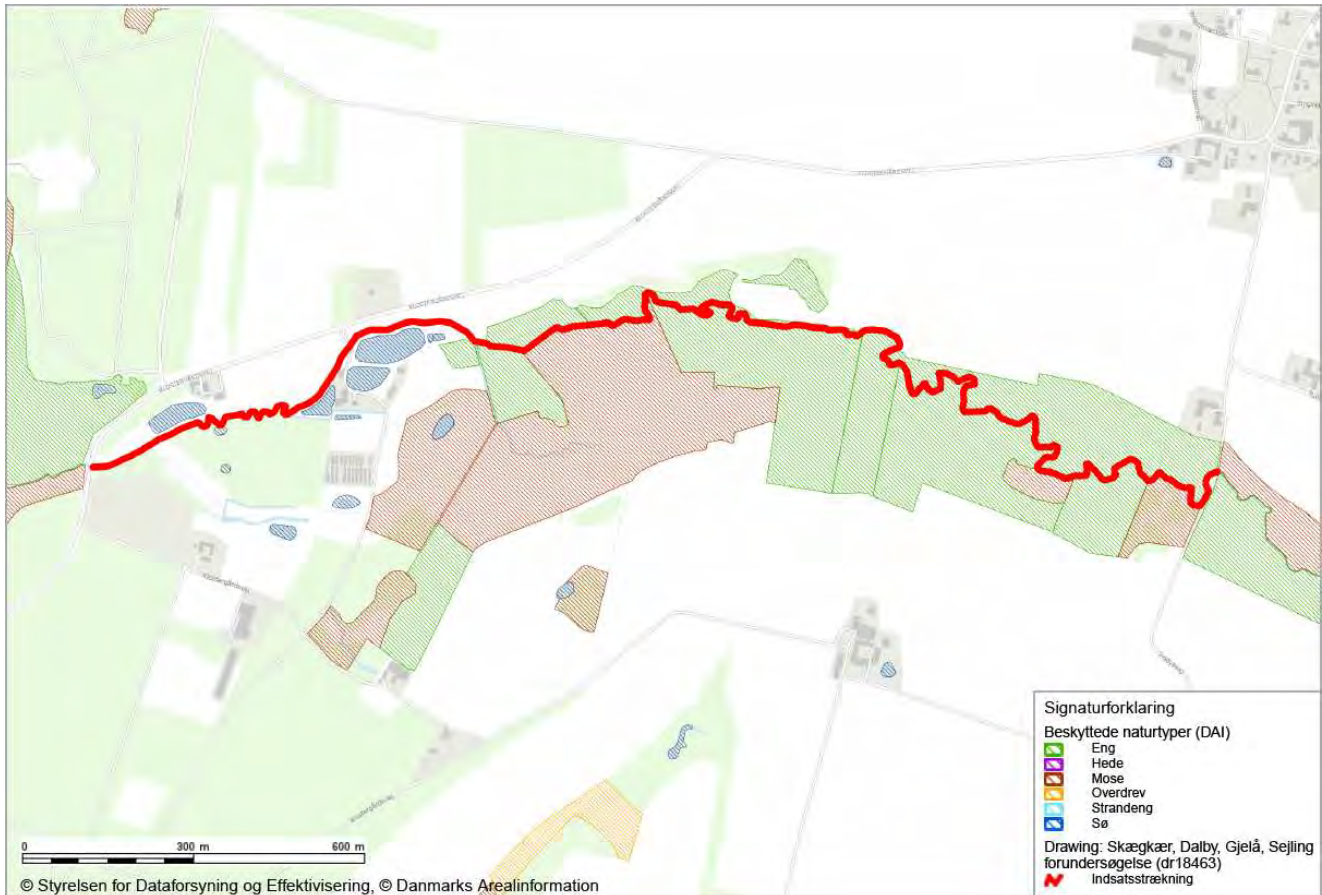 Signaturforklaring
Beskyttede naturtyper (DAI)
Eng
Hede
Mose
Overdrev
Strandeng
Sø
Drawing: Skægkær, Dalby, Gjelå, Sejling
forundersøgelse (dr18463)
Indsatsstrækning
0 300 m 600 m
© Styrelsen for Dataforsyning og Effektivisering, © Danmarks Arealinformation